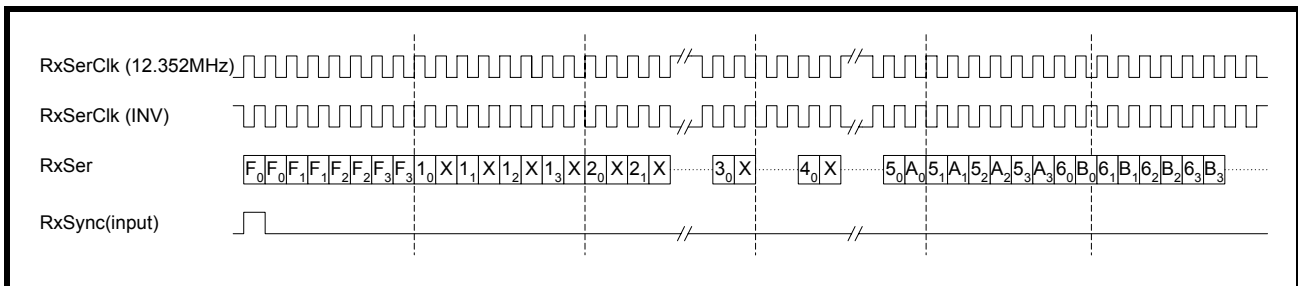 RxSerClk (12.352MHz)
RxSerClk (INV)
RxSer F₀ F₀ F₁ F₁ F₂ F₂ F₃ F₃ 1₀ X 1₁ X 1₂ X 1₃ X 2₀ X 2₁ X 3₀ X 4₀ X 5₀ A₀ 5₁ A₁ 5₂ A₂ 5₃ A₃ 6₀ B₀ 6₁ B₁ 6₂ B₂ 6₃ B₃
RxSync(input)